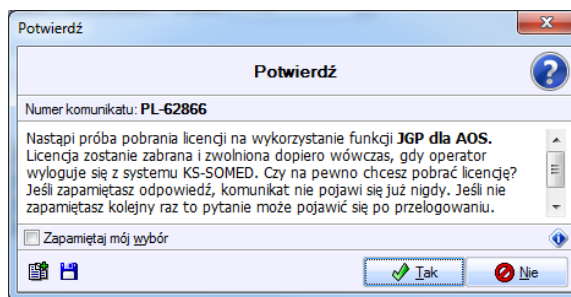 Potwierdź
Potwierdź
Numer komunikatu: PL-62866
Nastąpi próba pobrania licencji na wykorzystanie funkcji JGP dla AOS.
Licencja zostanie zabrana i zwolniona dopiero wówczas, gdy operator
wyloguje się z systemu KS-SOMED. Czy na pewno chcesz pobrać licencję?
Jeśli zapamiętasz odpowiedź, komunikat nie pojawi się już nigdy. Jeśli nie
zapamiętasz kolejny raz to pytanie może pojawić się po przelogowaniu.
Zapamiętaj mój wybór
Tak
Nie